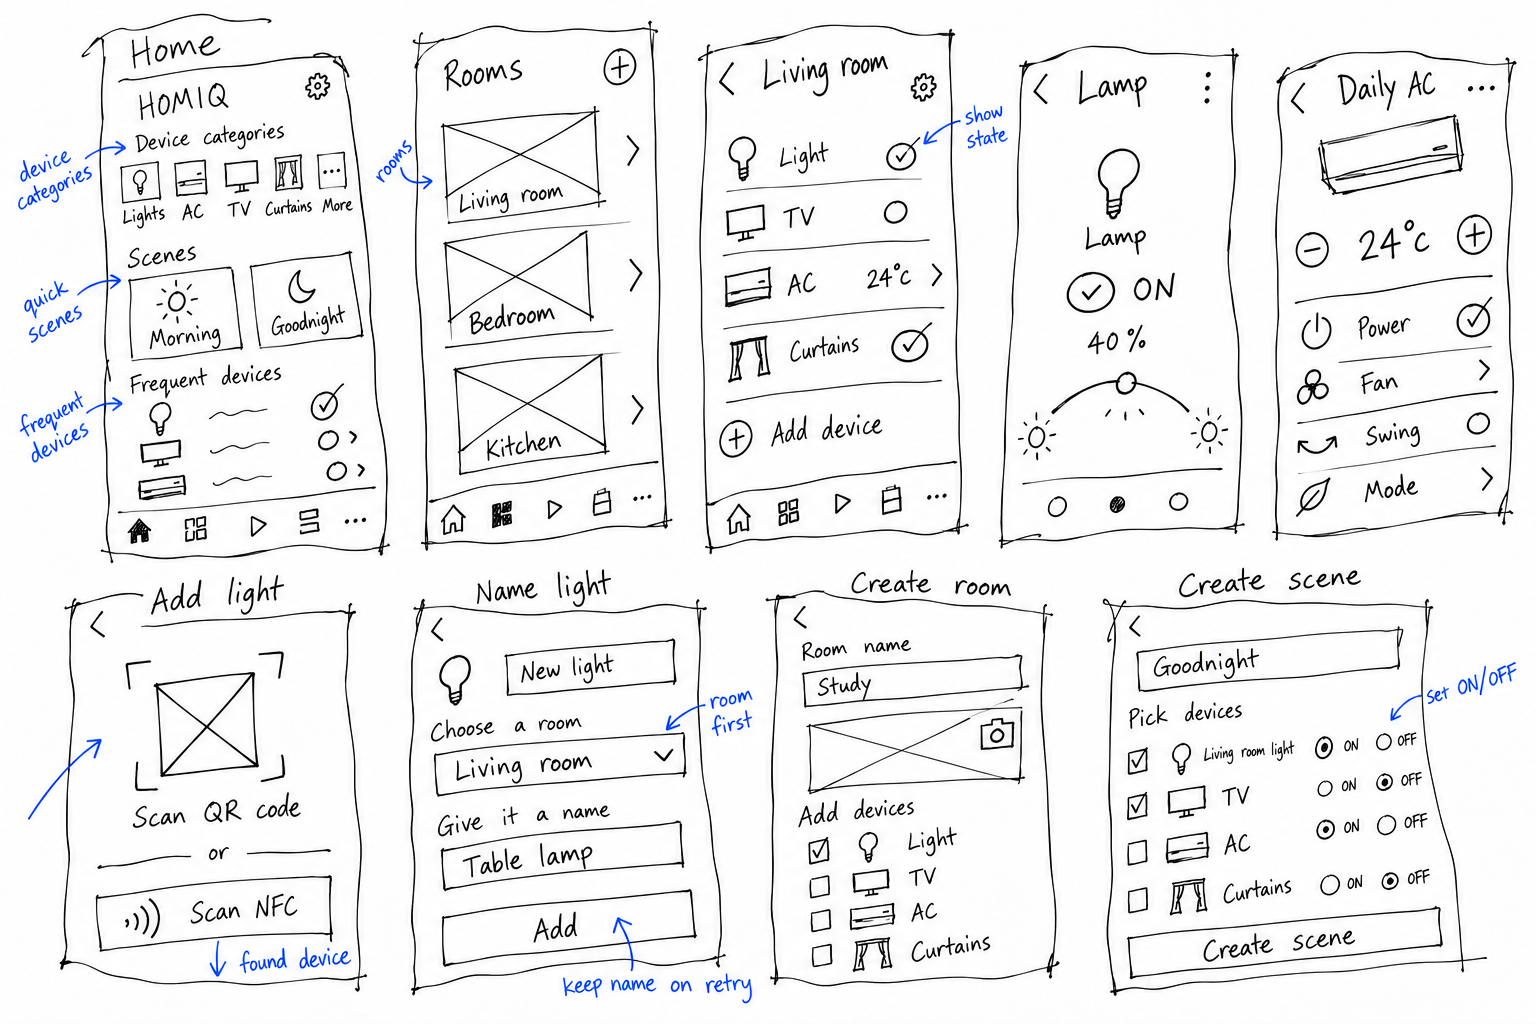 Home
HOMIQ
Device categories
device
categories
Lights AC TV Curtains More
Scenes
quick
scenes
Morning
Goodnight
Frequent devices
frequent
devices
Rooms
rooms
Living room
Bedroom
Kitchen
Living room
show
state
Light
TV
AC 24°c
Curtains
Add device
Lamp
Lamp
ON
40%
Daily AC
24°c
Power
Fan
Swing
Mode
Add light
Scan QR code
or
Scan NFC
found device
Name light
New light
Choose a room
room
first
Living room
Give it a name
Table lamp
Add
keep name on retry
Create room
Room name
Study
Add devices
Light
TV
AC
Curtains
Create scene
Goodnight
Pick devices
set ON/OFF
Living room light ON OFF
TV ON OFF
AC ON OFF
Curtains ON OFF
Create scene